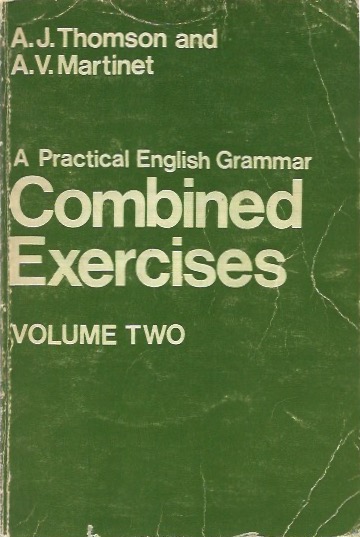 A.J.Thomson and
A.V.Martinet
A Practical English Grammar
Combined
Exercises
VOLUME TWO